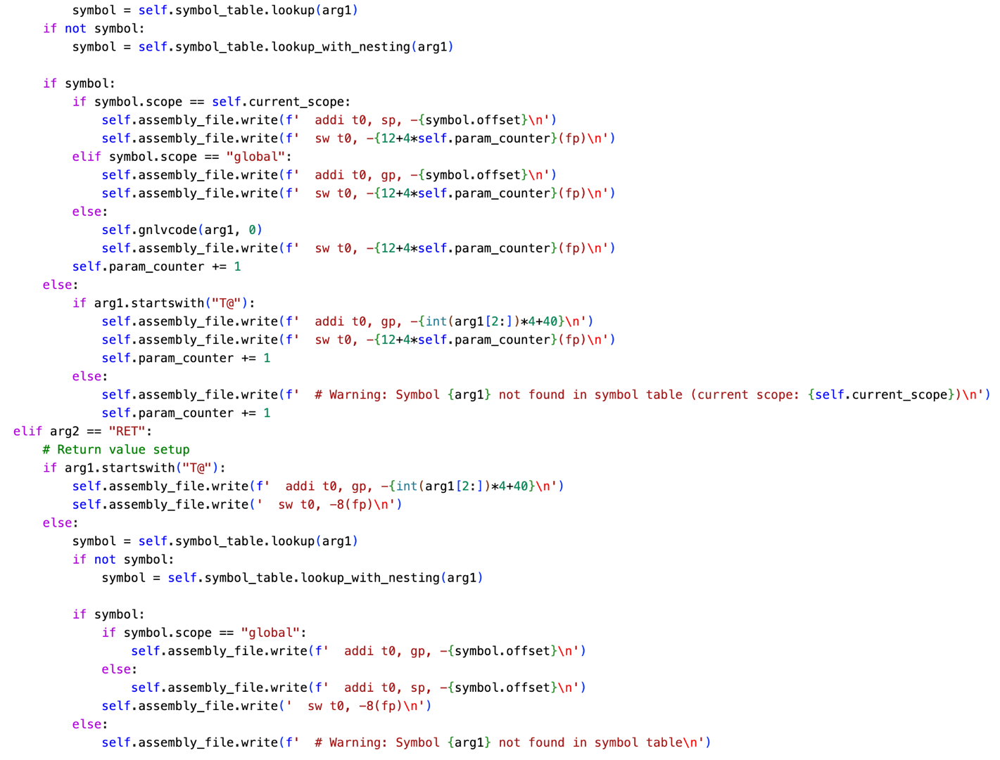 symbol = self.symbol_table.lookup(arg1)
    if not symbol:
        symbol = self.symbol_table.lookup_with_nesting(arg1)

    if symbol:
        if symbol.scope == self.current_scope:
            self.assembly_file.write(f'  addi t0, sp, -{symbol.offset}\n')
            self.assembly_file.write(f'  sw t0, -{12+4*self.param_counter}(fp)\n')
        elif symbol.scope == "global":
            self.assembly_file.write(f'  addi t0, gp, -{symbol.offset}\n')
            self.assembly_file.write(f'  sw t0, -{12+4*self.param_counter}(fp)\n')
        else:
            self.gnlvcode(arg1, 0)
            self.assembly_file.write(f'  sw t0, -{12+4*self.param_counter}(fp)\n')
        self.param_counter += 1
    else:
        if arg1.startswith("T@"):
            self.assembly_file.write(f'  addi t0, gp, -{int(arg1[2:])*4+40}\n')
            self.assembly_file.write(f'  sw t0, -{12+4*self.param_counter}(fp)\n')
            self.param_counter += 1
        else:
            self.assembly_file.write(f'  # Warning: Symbol {arg1} not found in symbol table (current scope: {self.current_scope})\n')
            self.param_counter += 1
elif arg2 == "RET":
    # Return value setup
    if arg1.startswith("T@"):
        self.assembly_file.write(f'  addi t0, gp, -{int(arg1[2:])*4+40}\n')
        self.assembly_file.write('  sw t0, -8(fp)\n')
    else:
        symbol = self.symbol_table.lookup(arg1)
        if not symbol:
            symbol = self.symbol_table.lookup_with_nesting(arg1)

        if symbol:
            if symbol.scope == "global":
                self.assembly_file.write(f'  addi t0, gp, -{symbol.offset}\n')
            else:
                self.assembly_file.write(f'  addi t0, sp, -{symbol.offset}\n')
            self.assembly_file.write('  sw t0, -8(fp)\n')
        else:
            self.assembly_file.write(f'  # Warning: Symbol {arg1} not found in symbol table\n')